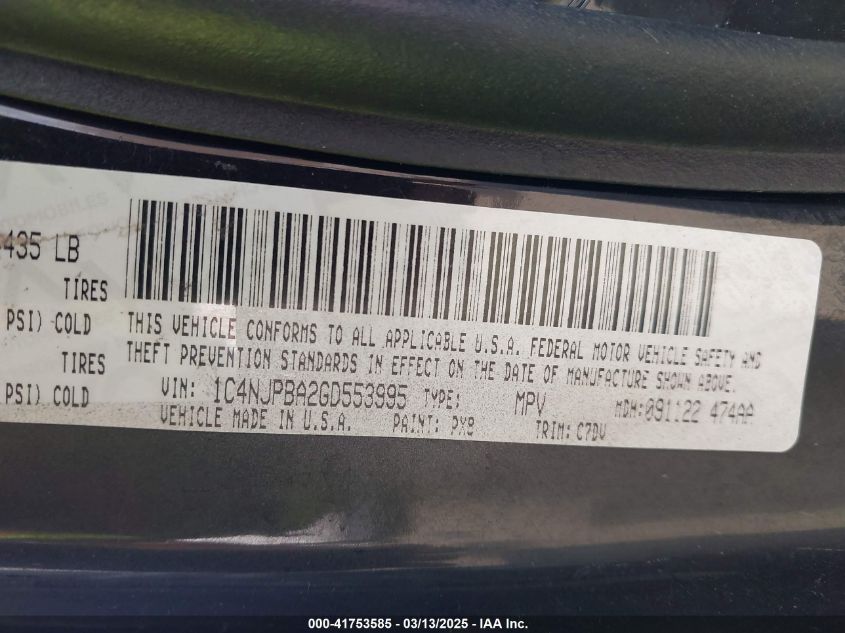 435 LB
TIRES
PSI) COLD
TIRES
PSI) COLD
THIS VEHICLE CONFORMS TO ALL APPLICABLE U.S.A. FEDERAL MOTOR VEHICLE SAFETY AND
THEFT PREVENTION STANDARDS IN EFFECT ON THE DATE OF MANUFACTURE SHOWN ABOVE.
VIN: 1C4NJPBA2GD553995 TYPE: MPV MDH: 091122 474AA
VEHICLE MADE IN U.S.A. PAINT: PX8 TRIM: C7DV
000-41753585 - 03/13/2025 - IAA Inc.